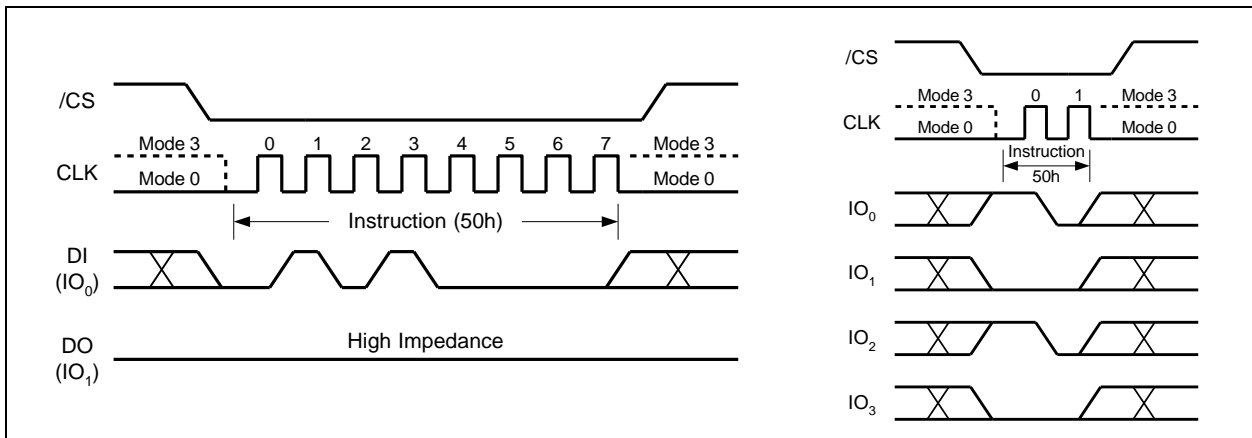 /CS
Mode 3 0 1 2 3 4 5 6 7 Mode 3
CLK Mode 0 Mode 0
Instruction (50h)
DI
(IO₀)
DO High Impedance
(IO₁)
/CS
Mode 3 0 1 Mode 3
CLK Mode 0 Mode 0
Instruction
50h
IO₀
IO₁
IO₂
IO₃